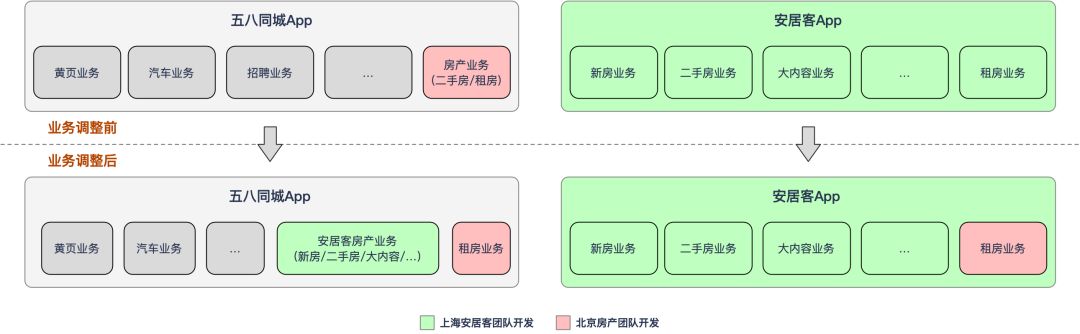 五八同城App
黄页业务
汽车业务
招聘业务
...
房产业务
(二手房/租房)
安居客App
新房业务
二手房业务
大内容业务
...
租房业务
业务调整前
业务调整后
五八同城App
黄页业务
汽车业务
...
安居客房产业务
(新房/二手房/大内容/...)
租房业务
安居客App
新房业务
二手房业务
大内容业务
...
租房业务
上海安居客团队开发
北京房产团队开发